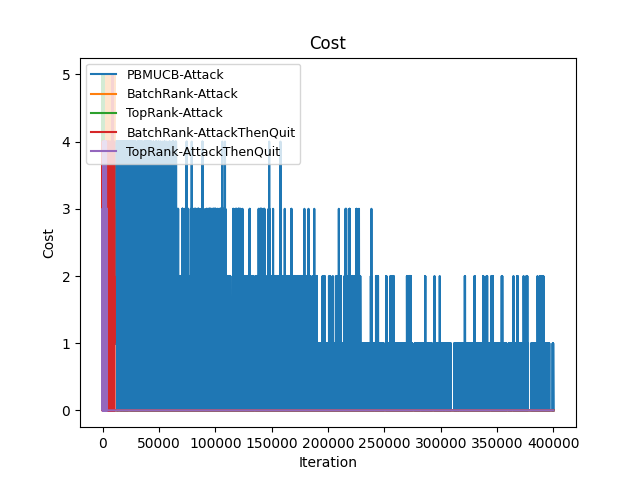 Cost
5
4
3
2
1
0
Cost
PBMUCB-Attack
BatchRank-Attack
TopRank-Attack
BatchRank-AttackThenQuit
TopRank-AttackThenQuit
0 50000 100000 150000 200000 250000 300000 350000 400000
Iteration